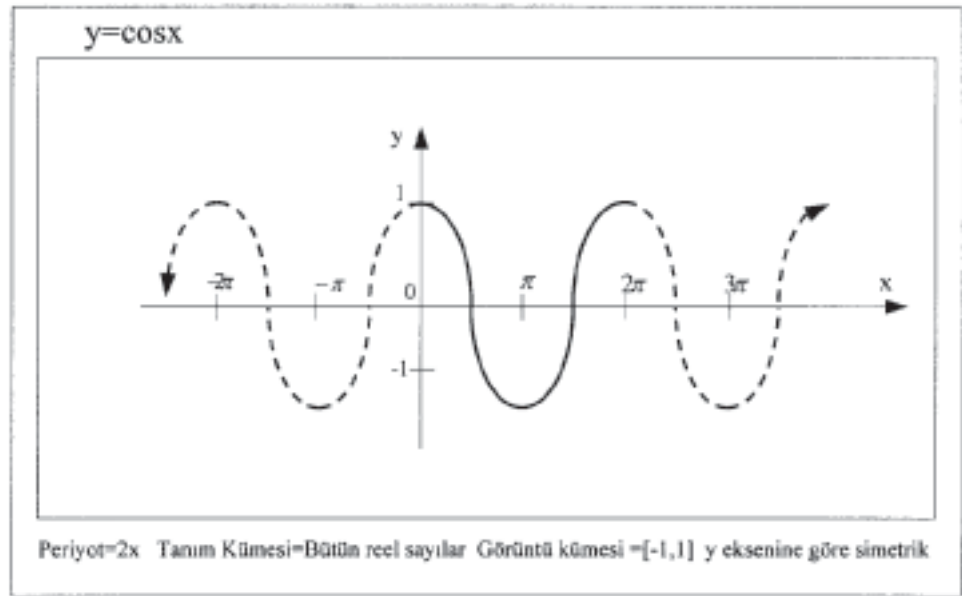 y=cosx
y
1
-2π -π 0 π 2π 3π x
-1
Periyot=2x Tanım Kümesi=Bütün reel sayılar Görüntü kümesi =[-1,1] y eksenine göre simetrik